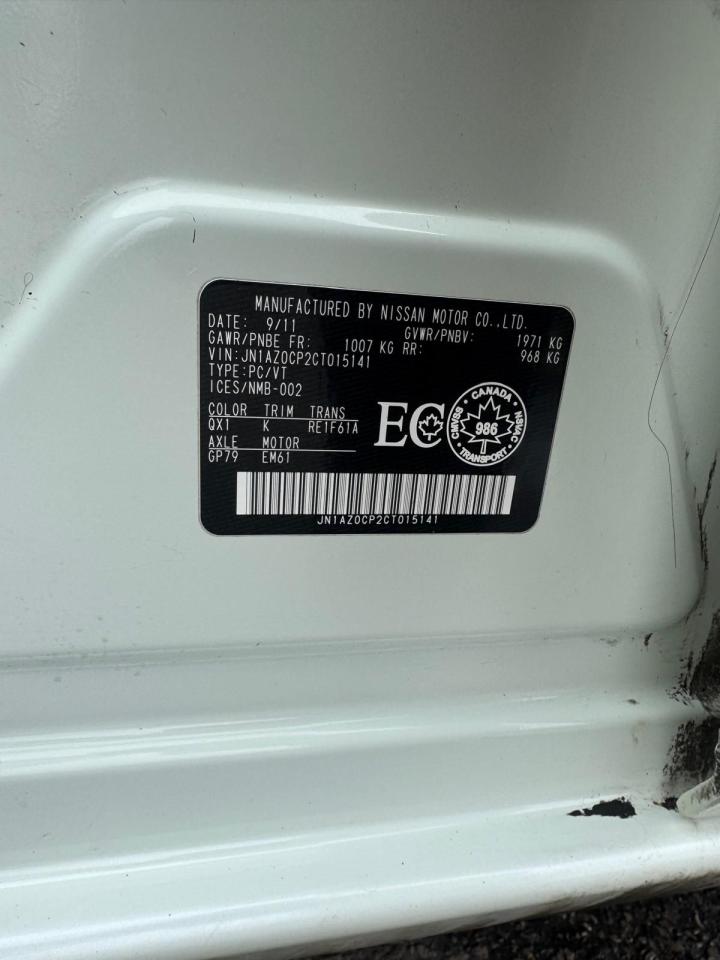 MANUFACTURED BY NISSAN MOTOR CO.,LTD.
DATE: 9/11 GVWR/PNBV: 1971 KG
GAWR/PNBE FR: 1007 KG RR: 968 KG
VIN: JN1AZ0CP2CT015141
TYPE: PC/VT
ICES/NMB-002
COLOR TRIM TRANS
QX1 K RE1F61A
AXLE MOTOR
GP79 EM61
EC
CANADA
CMVSS 986 NSVAC
TRANSPORT
JN1AZ0CP2CT015141